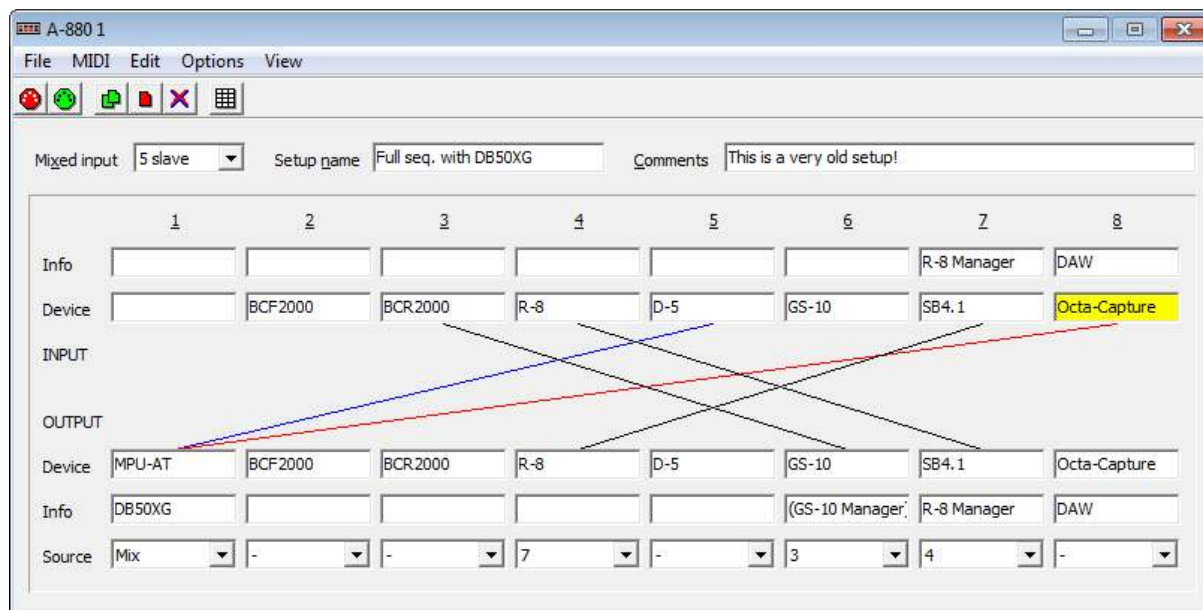 A-880 1
File MIDI Edit Options View
Mixed input 5 slave Setup name Full seq. with DB50XG Comments This is a very old setup!
1 2 3 4 5 6 7 8
Info R-8 Manager DAW
Device BCF2000 BCR2000 R-8 D-5 GS-10 SB4.1 Octa-Capture
INPUT
OUTPUT
Device MPU-AT BCF2000 BCR2000 R-8 D-5 GS-10 SB4.1 Octa-Capture
Info DB50XG (GS-10 Manager) R-8 Manager DAW
Source Mix - - 7 - 3 4 -